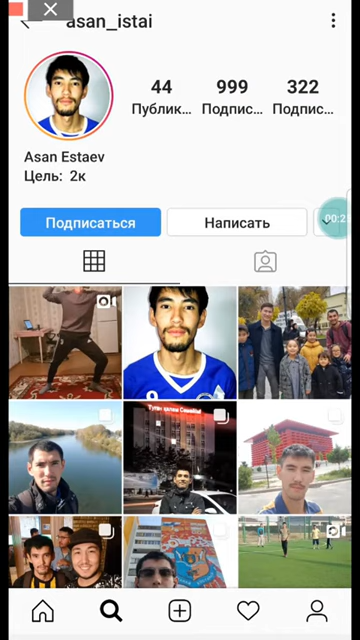 asan_istai
44 999 322
Публик... Подпис... Подпис...
Asan Estaev
Цель: 2к
Подписаться Написать